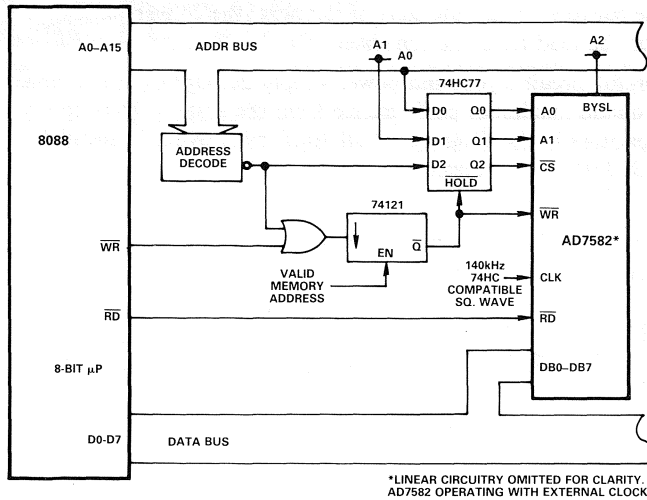 A0–A15
ADDR BUS
A1
A0
A2
74HC77
BYSL
D0
Q0
A0
8088
D1
Q1
A1
ADDRESS
DECODE
D2
Q2
CS
HOLD
74121
WR
WR
Q
EN
AD7582*
140kHz
74HC
COMPATIBLE
SQ. WAVE
CLK
VALID
MEMORY
ADDRESS
RD
RD
8-BIT μP
DB0–DB7
D0-D7
DATA BUS
*LINEAR CIRCUITRY OMITTED FOR CLARITY.
AD7582 OPERATING WITH EXTERNAL CLOCK